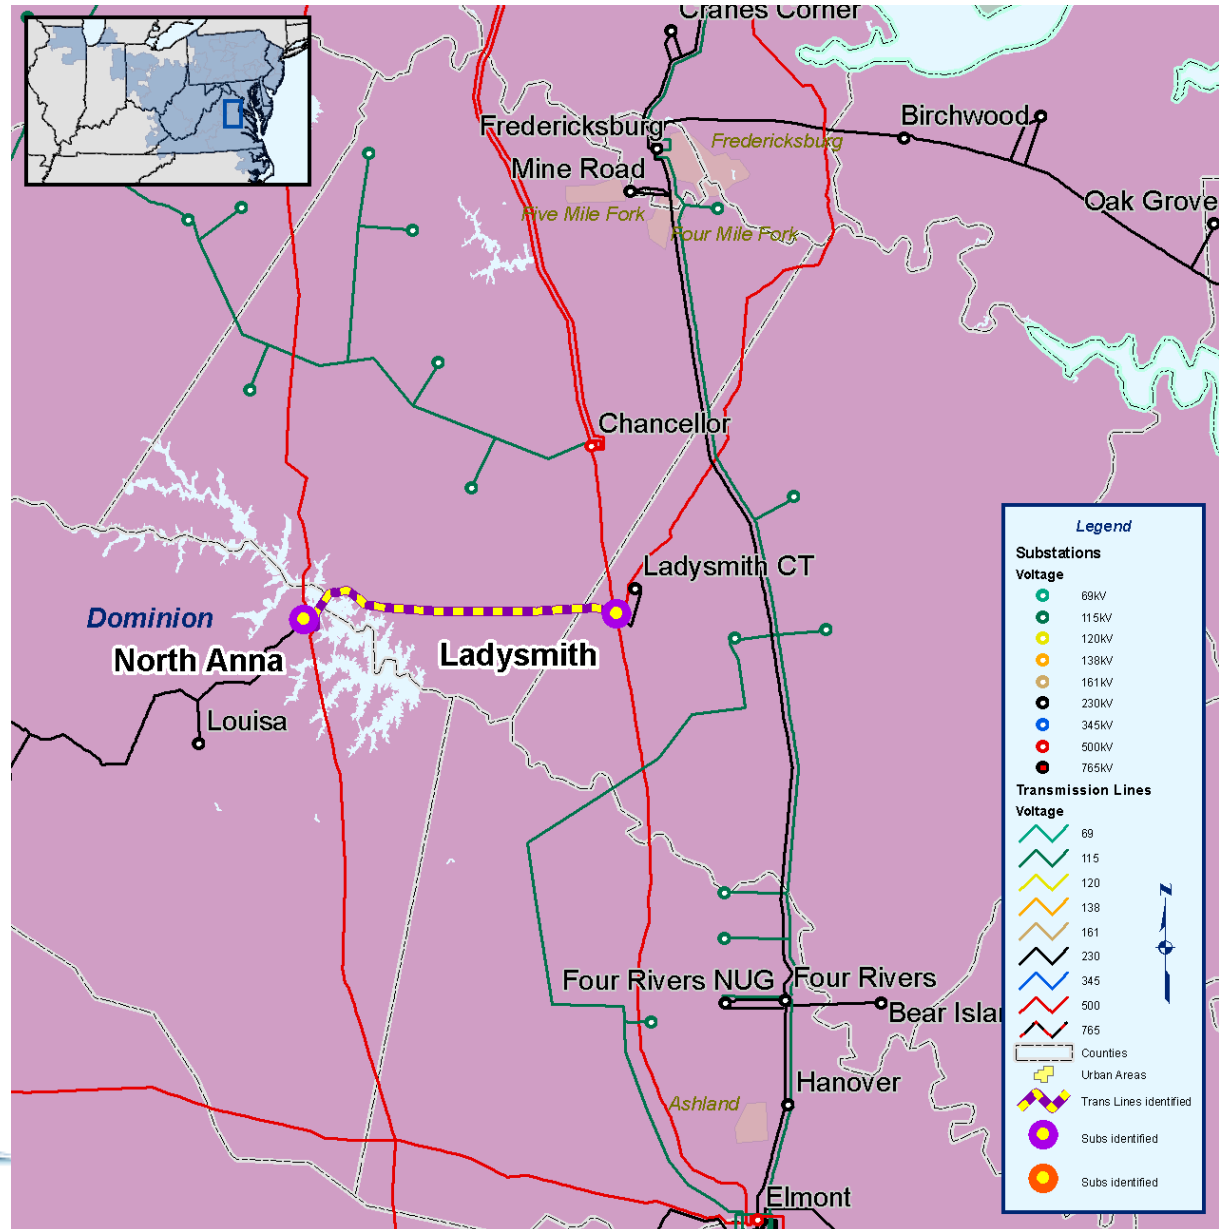 Cranes Corner
Birchwood
Fredericksburg
Fredericksburg
Mine Road
Oak Grove
Five Mile Fork
Four Mile Fork
Chancellor
Ladysmith CT
Dominion
North Anna
Ladysmith
Louisa
Four Rivers NUG
Four Rivers
Bear Islan
Hanover
Ashland
Elmont
Legend
Substations
Voltage
69kV
115kV
120kV
138kV
161kV
230kV
345kV
500kV
765kV
Transmission Lines
Voltage
69
115
120
138
161
230
345
500
765
Counties
Urban Areas
Trans Lines identified
Subs identified
Subs identified
N